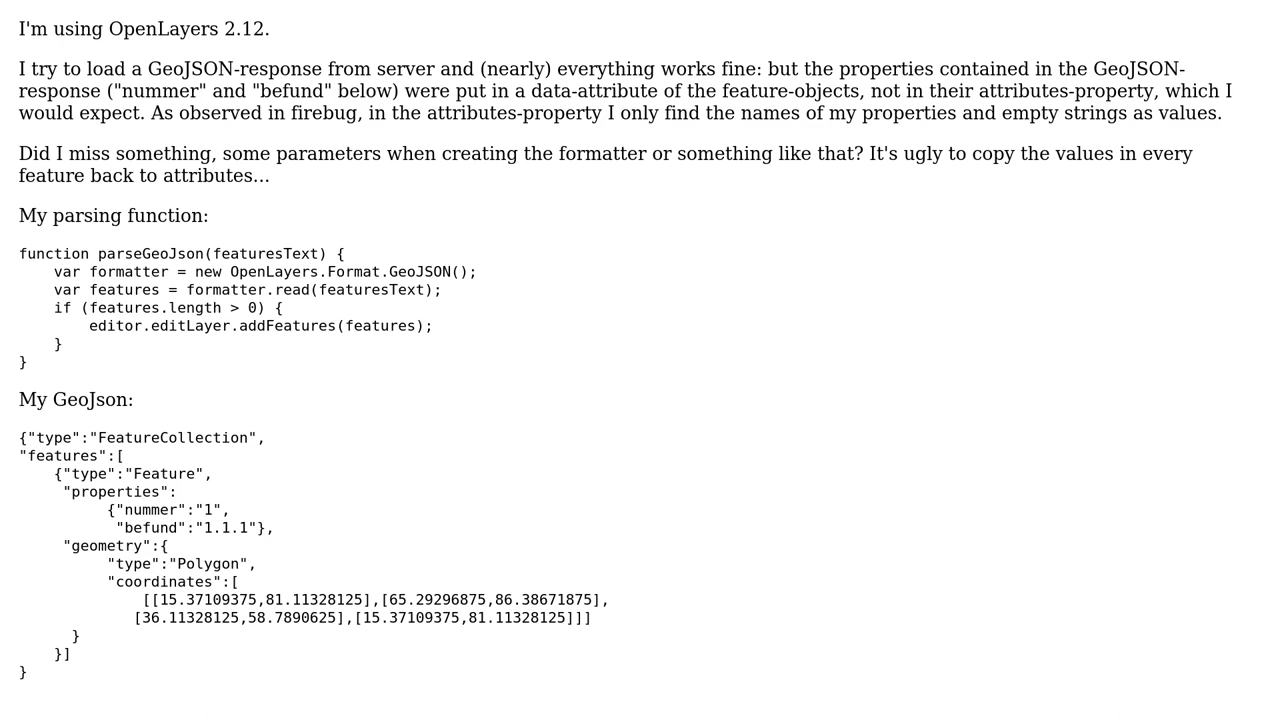 I'm using OpenLayers 2.12.
I try to load a GeoJSON-response from server and (nearly) everything works fine: but the properties contained in the GeoJSON-
response ("nummer" and "befund" below) were put in a data-attribute of the feature-objects, not in their attributes-property, which I
would expect. As observed in firebug, in the attributes-property I only find the names of my properties and empty strings as values.
Did I miss something, some parameters when creating the formatter or something like that? It's ugly to copy the values in every
feature back to attributes...
My parsing function:
function parseGeoJson(featuresText) {
    var formatter = new OpenLayers.Format.GeoJSON();
    var features = formatter.read(featuresText);
    if (features.length > 0) {
        editor.editLayer.addFeatures(features);
    }
}
My GeoJson:
{"type":"FeatureCollection",
"features":[
    {"type":"Feature",
     "properties":
          {"nummer":"1",
           "befund":"1.1.1"},
     "geometry":{
          "type":"Polygon",
          "coordinates":[
              [[15.37109375,81.11328125],[65.29296875,86.38671875],
             [36.11328125,58.7890625],[15.37109375,81.11328125]]]
      }
    }]
}